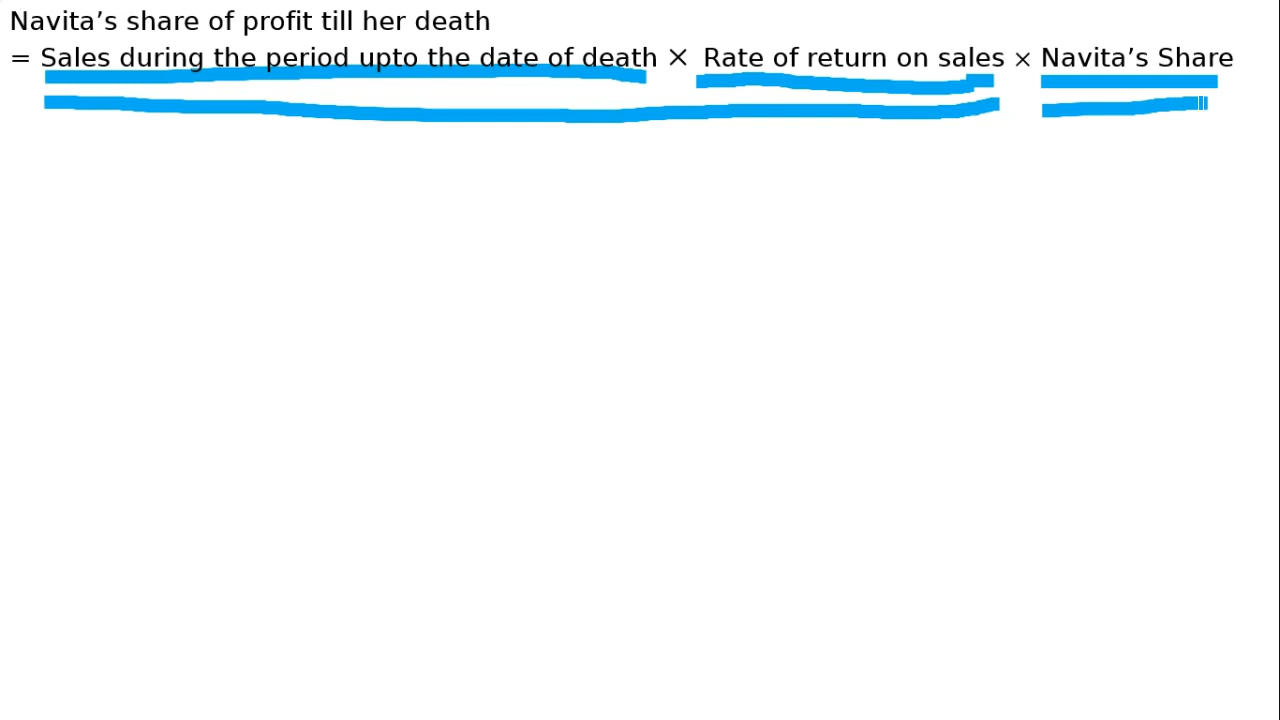 Navita’s share of profit till her death
= Sales during the period upto the date of death × Rate of return on sales × Navita’s Share